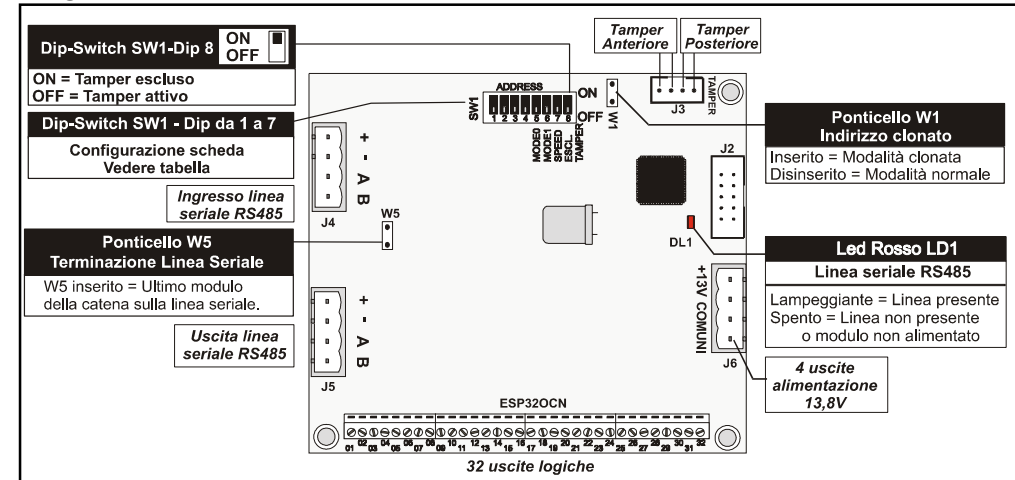 Dip-Switch SW1-Dip 8
ON
OFF
ON = Tamper escluso
OFF = Tamper attivo
Dip-Switch SW1 - Dip da 1 a 7
Configurazione scheda
Vedere tabella
Ingresso linea
seriale RS485
Ponticello W5
Terminazione Linea Seriale
W5 inserito = Ultimo modulo
della catena sulla linea seriale.
Uscita linea
seriale RS485
Tamper
Anteriore
Tamper
Posteriore
ADDRESS
ON
OFF
SW1
1 2 3 4 5 6 7 8
MODE0
MODE1
SPEED
ESCL.
TAMPER
W1
J3
TAMPER
+ - A B
J4
W5
+ - A B
J5
J2
DL1
+13V COMUNI
J6
Ponticello W1
Indirizzo clonato
Inserito = Modalità clonata
Disinserito = Modalità normale
Led Rosso LD1
Linea seriale RS485
Lampeggiante = Linea presente
Spento = Linea non presente
o modulo non alimentato
4 uscite
alimentazione
13,8V
ESP32OCN
01 02 03 04 05 06 07 08 09 10 11 12 13 14 15 16 17 18 19 20 21 22 23 24 25 26 27 28 29 30 31 32
32 uscite logiche